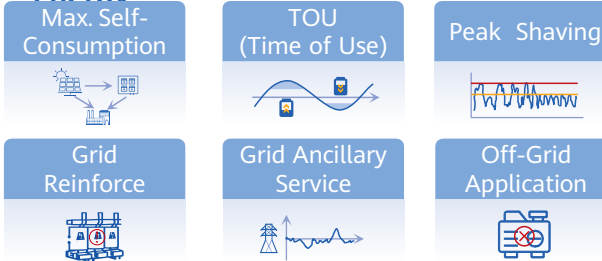 Max. Self-
Consumption
TOU
(Time of Use)
Peak Shaving
Grid
Reinforce
Grid Ancillary
Service
Off-Grid
Application